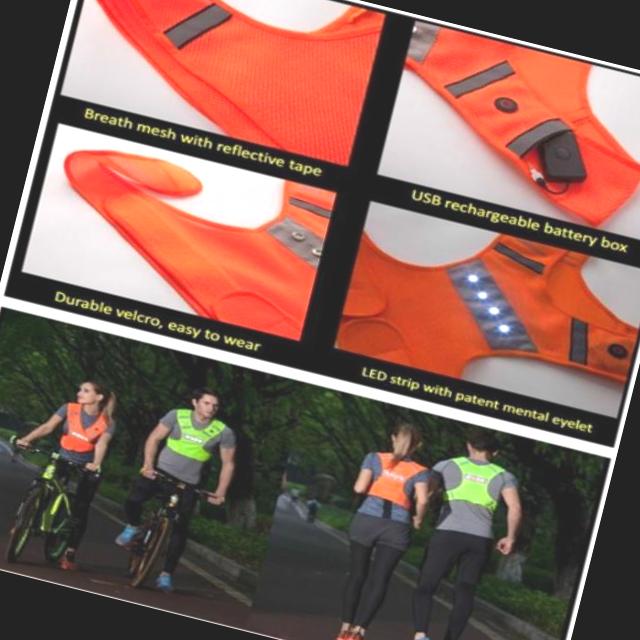 Breath mesh with reflective tape
USB rechargeable battery box
Durable velcro, easy to wear
LED strip with patent mental eyelet